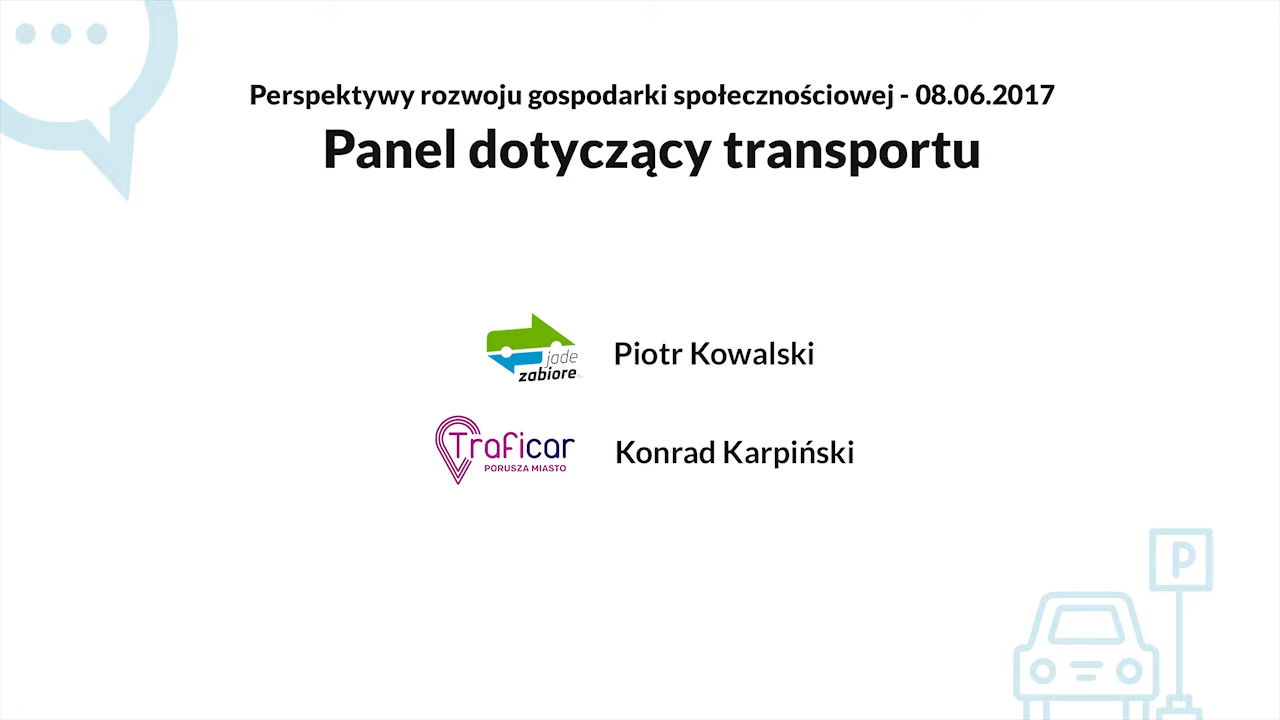 Perspektywy rozwoju gospodarki społecznościowej - 08.06.2017
Panel dotyczący transportu
jade
zabiore
Piotr Kowalski
Traficar
PORUSZA MIASTO
Konrad Karpiński
P